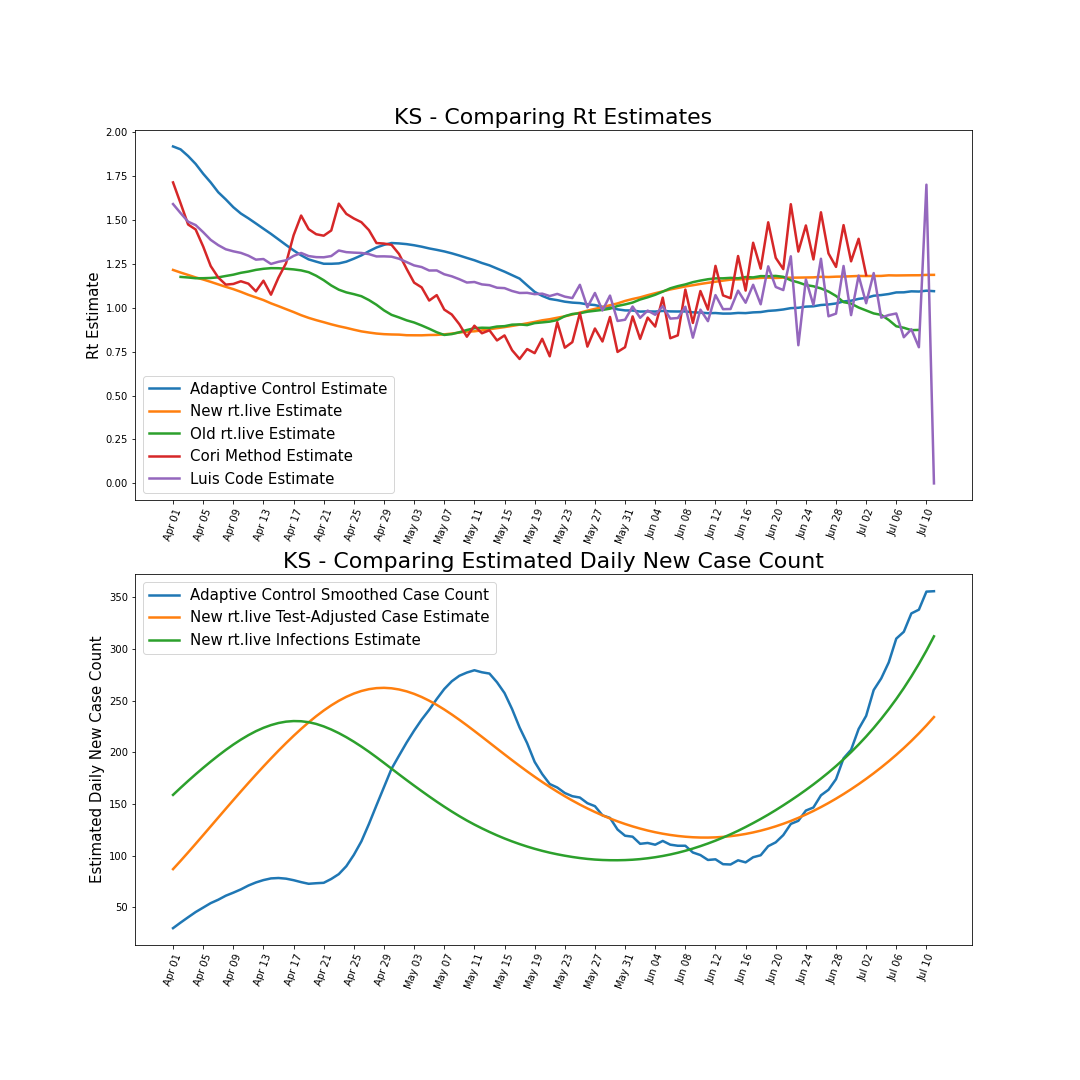 KS - Comparing Rt Estimates
Rt Estimate
2.00
1.75
1.50
1.25
1.00
0.75
0.50
0.25
0.00
Adaptive Control Estimate
New rt.live Estimate
Old rt.live Estimate
Cori Method Estimate
Luis Code Estimate
Apr 01 Apr 05 Apr 09 Apr 13 Apr 17 Apr 21 Apr 25 Apr 29 May 03 May 07 May 11 May 15 May 19 May 23 May 27 May 31 Jun 04 Jun 08 Jun 12 Jun 16 Jun 20 Jun 24 Jun 28 Jul 02 Jul 06 Jul 10
KS - Comparing Estimated Daily New Case Count
Estimated Daily New Case Count
350
300
250
200
150
100
50
Adaptive Control Smoothed Case Count
New rt.live Test-Adjusted Case Estimate
New rt.live Infections Estimate
Apr 01 Apr 05 Apr 09 Apr 13 Apr 17 Apr 21 Apr 25 Apr 29 May 03 May 07 May 11 May 15 May 19 May 23 May 27 May 31 Jun 04 Jun 08 Jun 12 Jun 16 Jun 20 Jun 24 Jun 28 Jul 02 Jul 06 Jul 10